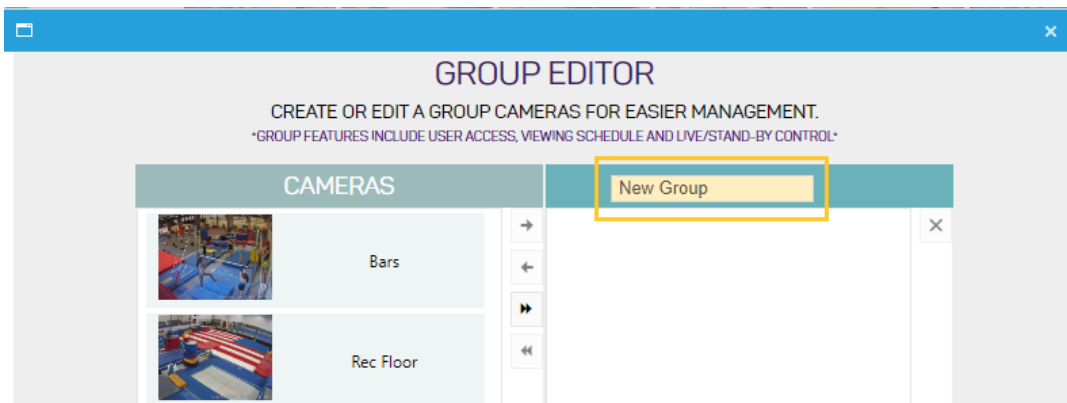 GROUP EDITOR
CREATE OR EDIT A GROUP CAMERAS FOR EASIER MANAGEMENT.
*GROUP FEATURES INCLUDE USER ACCESS, VIEWING SCHEDULE AND LIVE/STAND-BY CONTROL*
CAMERAS
New Group
Bars
Rec Floor